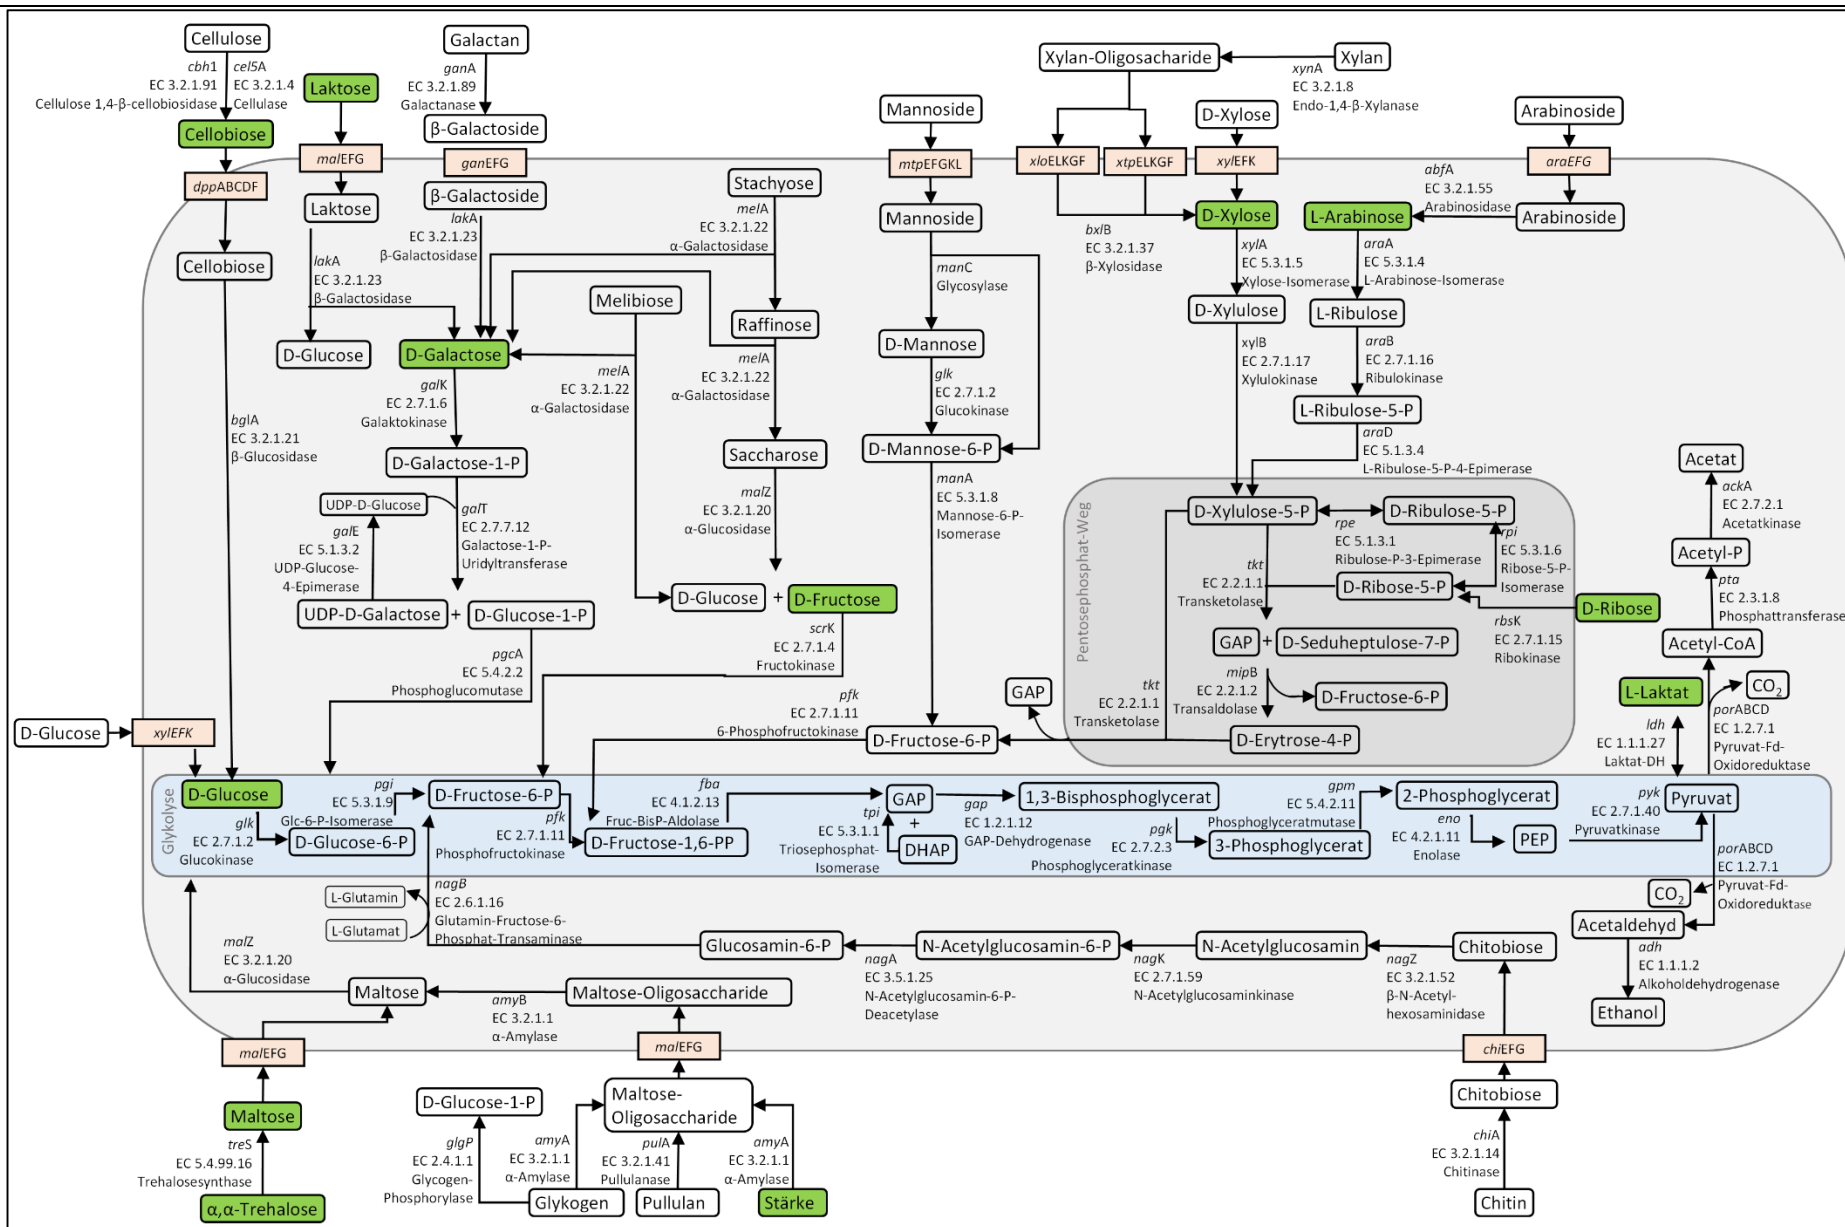 Cellulose
cbh1
EC 3.2.1.91
Cellulose 1,4-β-cellobiosidase
cel5A
EC 3.2.1.4
Cellulase
Cellobiose
dppABCDF
Cellobiose
bglA
EC 3.2.1.21
β-Glucosidase
Laktose
malEFG
Laktose
lakA
EC 3.2.1.23
β-Galactosidase
D-Glucose
Galactan
ganA
EC 3.2.1.89
Galactanase
β-Galactoside
ganEFG
β-Galactoside
lakA
EC 3.2.1.23
β-Galactosidase
D-Galactose
galK
EC 2.7.1.6
Galaktokinase
D-Galactose-1-P
UDP-D-Glucose
galT
EC 2.7.7.12
Galactose-1-P-
Uridyltransferase
galE
EC 5.1.3.2
UDP-Glucose-
4-Epimerase
UDP-D-Galactose + D-Glucose-1-P
pgcA
EC 5.4.2.2
Phosphoglucomutase
Stachyose
melA
EC 3.2.1.22
α-Galactosidase
Melibiose
melA
EC 3.2.1.22
α-Galactosidase
Raffinose
melA
EC 3.2.1.22
α-Galactosidase
Saccharose
malZ
EC 3.2.1.20
α-Glucosidase
D-Glucose + D-Fructose
scrK
EC 2.7.1.4
Fructokinase
Mannoside
mtpEFGKL
Mannoside
manC
Glycosylase
D-Mannose
glk
EC 2.7.1.2
Glucokinase
D-Mannose-6-P
manA
EC 5.3.1.8
Mannose-6-P-
Isomerase
pfk
EC 2.7.1.11
6-Phosphofructokinase
D-Fructose-6-P
GAP
Xylan-Oligosacharide
Xylan
xynA
EC 3.2.1.8
Endo-1,4-β-Xylanase
xloELKGF
xtpELKGF
bxlB
EC 3.2.1.37
β-Xylosidase
D-Xylose
xylEFK
D-Xylose
xylA
EC 5.3.1.5
Xylose-Isomerase
D-Xylulose
xylB
EC 2.7.1.17
Xylulokinase
Arabinoside
araEFG
Arabinoside
abfA
EC 3.2.1.55
Arabinosidase
L-Arabinose
araA
EC 5.3.1.4
L-Arabinose-Isomerase
L-Ribulose
araB
EC 2.7.1.16
Ribulokinase
L-Ribulose-5-P
araD
EC 5.1.3.4
L-Ribulose-5-P-4-Epimerase
Pentosephosphat-Weg
D-Xylulose-5-P
D-Ribulose-5-P
rpe
EC 5.1.3.1
Ribulose-P-3-Epimerase
rpi
EC 5.3.1.6
Ribose-5-P-
Isomerase
tkt
EC 2.2.1.1
Transketolase
D-Ribose-5-P
D-Ribose
rbsK
EC 2.7.1.15
Ribokinase
GAP + D-Seduheptulose-7-P
mipB
EC 2.2.1.2
Transaldolase
D-Fructose-6-P
tkt
EC 2.2.1.1
Transketolase
D-Erytrose-4-P
Acetat
ackA
EC 2.7.2.1
Acetatkinase
Acetyl-P
pta
EC 2.3.1.8
Phosphattransferase
Acetyl-CoA
L-Laktat
CO2
ldh
EC 1.1.1.27
Laktat-DH
porABCD
EC 1.2.7.1
Pyruvat-Fd-
Oxidoreduktase
D-Glucose
xylEFK
Glykolyse
D-Glucose
glk
EC 2.7.1.2
Glucokinase
D-Glucose-6-P
pgi
EC 5.3.1.9
Glc-6-P-Isomerase
D-Fructose-6-P
pfk
EC 2.7.1.11
Phosphofructokinase
D-Fructose-1,6-PP
fba
EC 4.1.2.13
Fruc-BisP-Aldolase
GAP
+
DHAP
tpi
EC 5.3.1.1
Triosephosphat-
Isomerase
gap
EC 1.2.1.12
GAP-Dehydrogenase
1,3-Bisphosphoglycerat
pgk
EC 2.7.2.3
Phosphoglyceratkinase
3-Phosphoglycerat
gpm
EC 5.4.2.11
Phosphoglyceratmutase
2-Phosphoglycerat
eno
EC 4.2.1.11
Enolase
PEP
pyk
EC 2.7.1.40
Pyruvatkinase
Pyruvat
porABCD
EC 1.2.7.1
Pyruvat-Fd-
Oxidoreduktase
CO2
Acetaldehyd
adh
EC 1.1.1.2
Alkoholdehydrogenase
Ethanol
L-Glutamin
L-Glutamat
nagB
EC 2.6.1.16
Glutamin-Fructose-6-
Phosphat-Transaminase
Glucosamin-6-P
nagA
EC 3.5.1.25
N-Acetylglucosamin-6-P-
Deacetylase
N-Acetylglucosamin-6-P
nagK
EC 2.7.1.59
N-Acetylglucosaminkinase
N-Acetylglucosamin
nagZ
EC 3.2.1.52
β-N-Acetyl-
hexosaminidase
Chitobiose
chiEFG
Chitobiose
chiA
EC 3.2.1.14
Chitinase
Chitin
malZ
EC 3.2.1.20
α-Glucosidase
Maltose
amyB
EC 3.2.1.1
α-Amylase
Maltose-Oligosaccharide
malEFG
malEFG
Maltose
treS
EC 5.4.99.16
Trehalosesynthase
α,α-Trehalose
D-Glucose-1-P
Maltose-
Oligosaccharide
glgP
EC 2.4.1.1
Glycogen-
Phosphorylase
amyA
EC 3.2.1.1
α-Amylase
pulA
EC 3.2.1.41
Pullulanase
amyA
EC 3.2.1.1
α-Amylase
Glykogen
Pullulan
Stärke